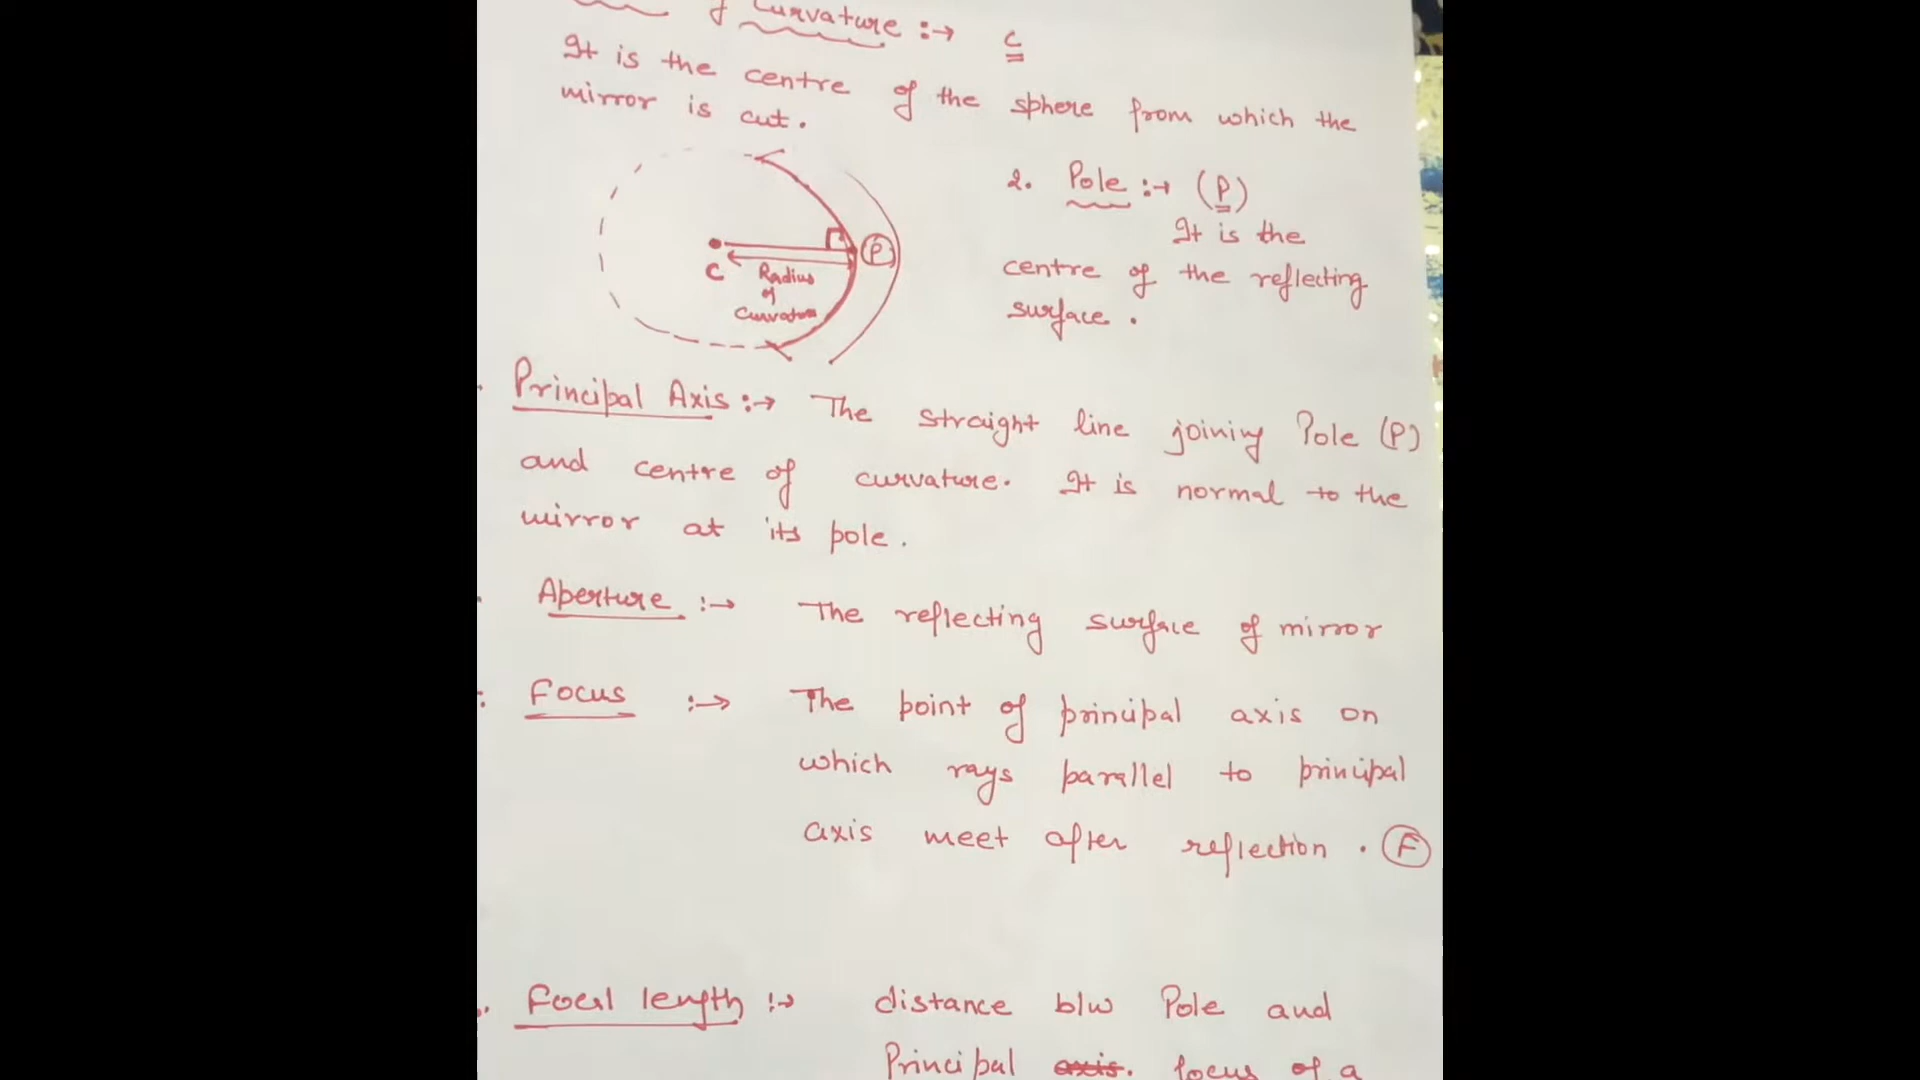 of Curvature :→ C
It is the centre of the sphere from which the
mirror is cut.
2. Pole :→ (P)
It is the
centre of the reflecting
surface.
P
C
Radius
of
Curvature
Principal Axis :→ The straight line joining Pole (P)
and centre of curvature. It is normal to the
mirror at its pole.
Aperture :→ The reflecting surface of mirror
Focus :→ The point of principal axis on
which rays parallel to principal
axis meet after reflection. F
Focal length :→ distance b/w Pole and
Principal axis. focus of a